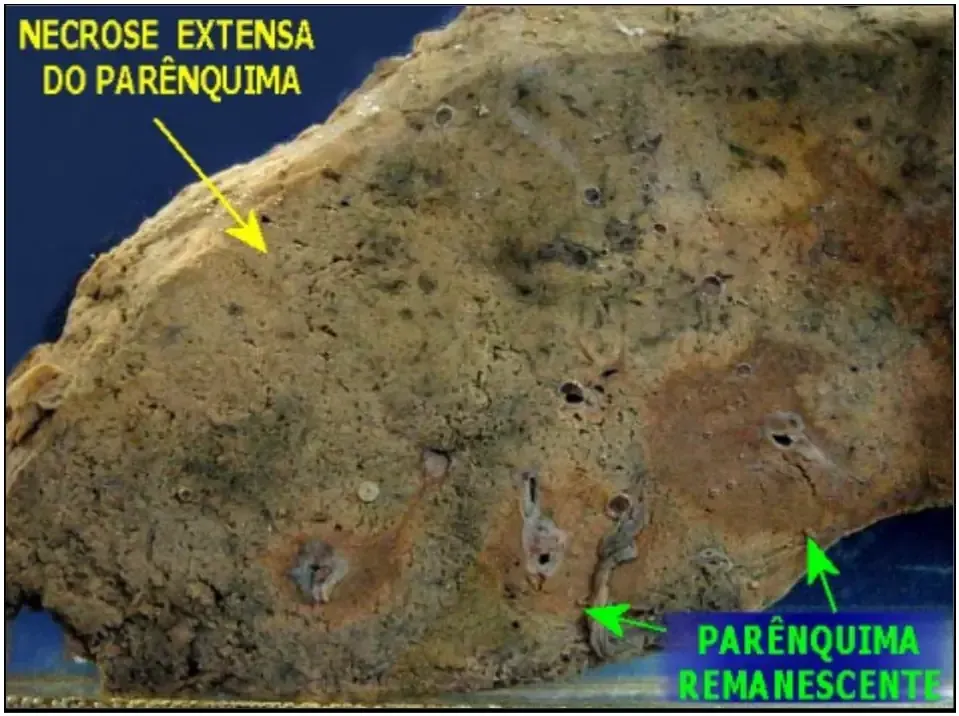 NECROSE EXTENSA
DO PARÊNQUIMA
PARÊNQUIMA
REMANESCENTE